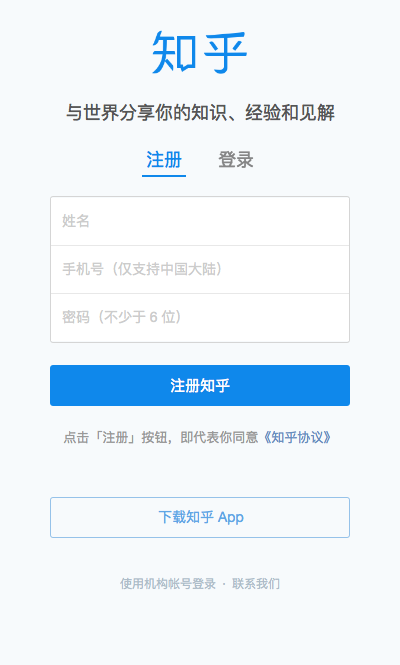 知乎
与世界分享你的知识、经验和见解
注册 登录
姓名
手机号（仅支持中国大陆）
密码（不少于 6 位）
注册知乎
点击「注册」按钮，即代表你同意《知乎协议》
下载知乎 App
使用机构帐号登录 · 联系我们